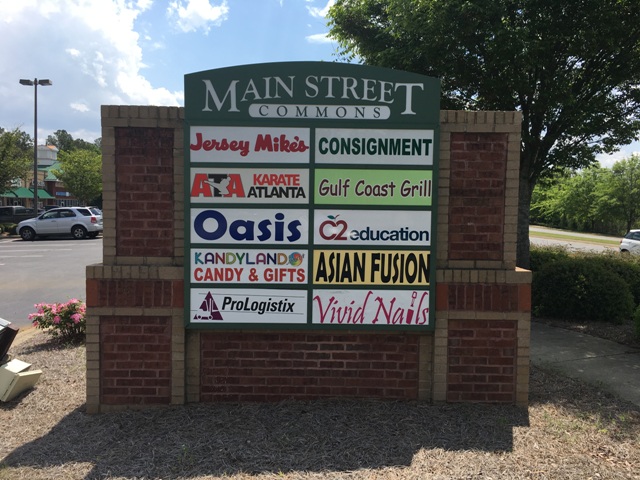 MAIN STREET
COMMONS
Jersey Mike's
CONSIGNMENT
ATA KARATE ATLANTA
Gulf Coast Grill
Oasis
C2 education
KANDYLAND
CANDY & GIFTS
ASIAN FUSION
ProLogistix
Vivid Nails